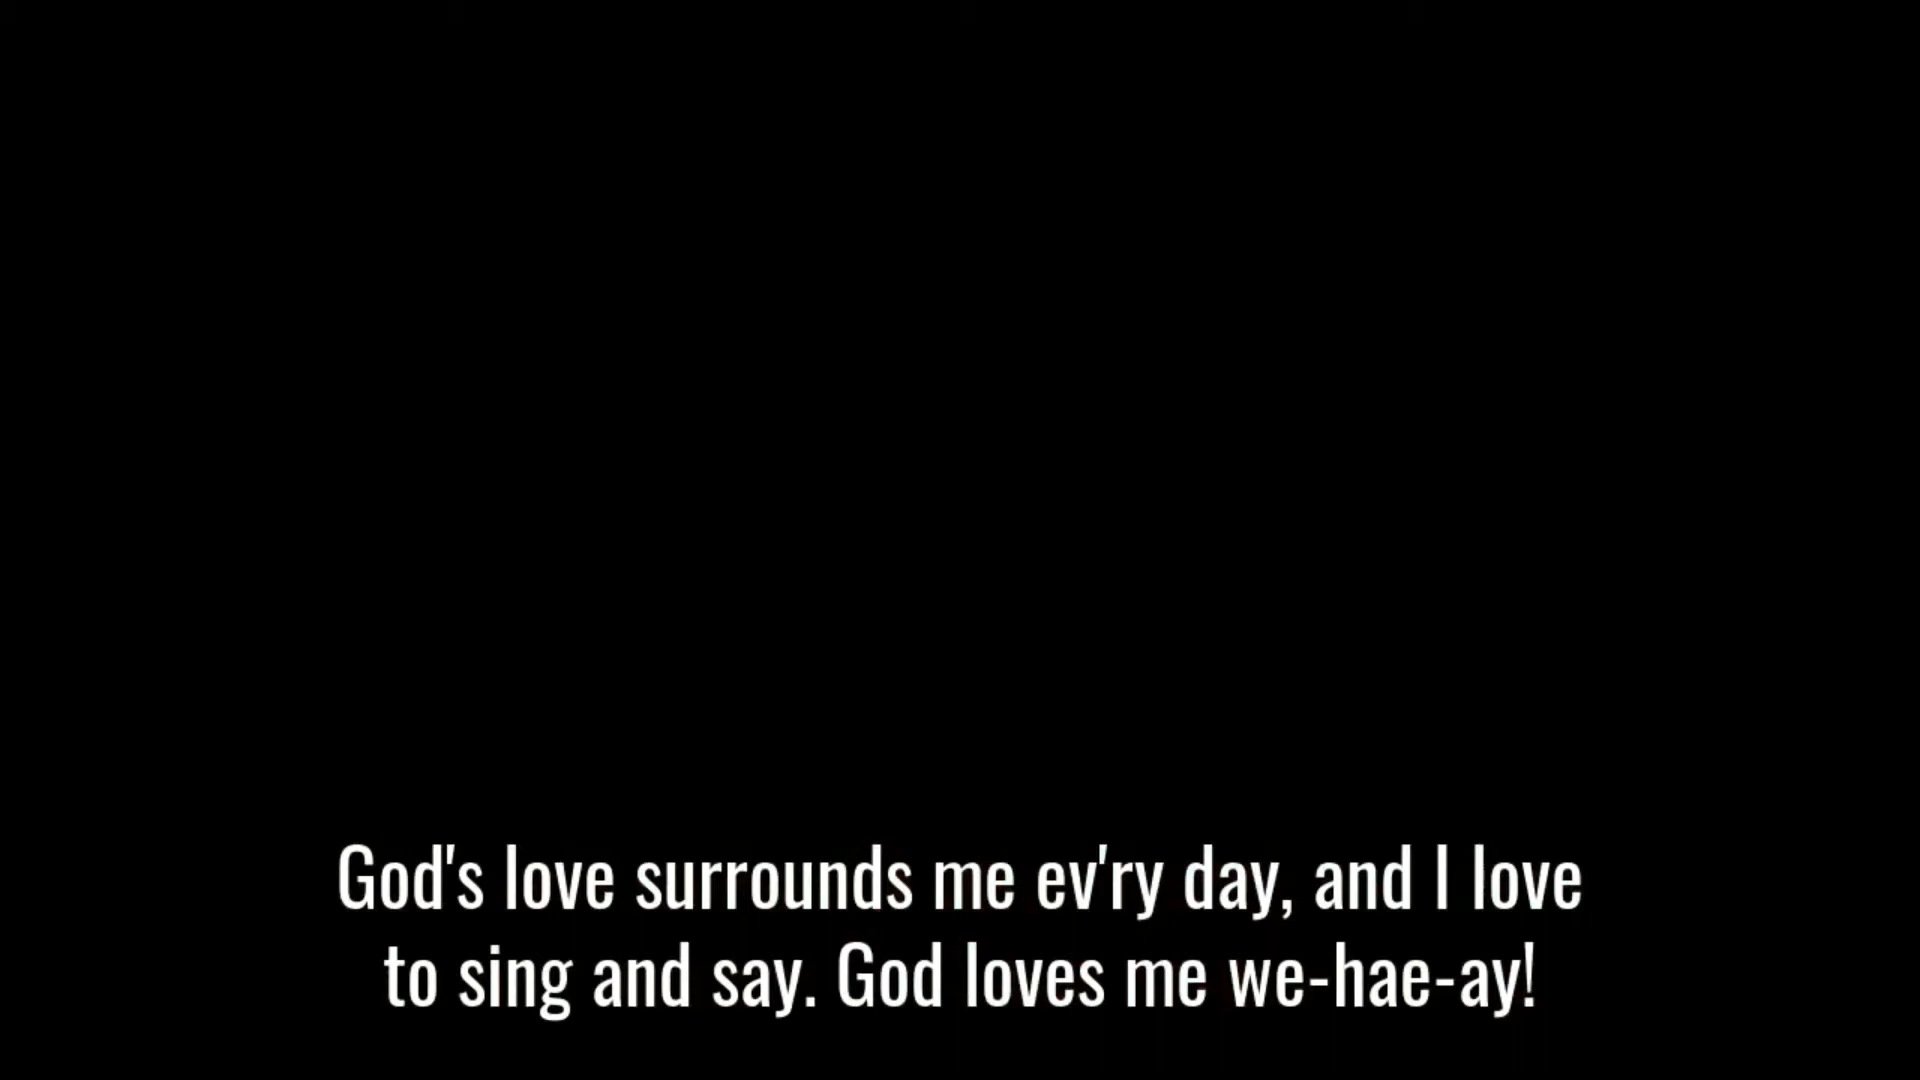 God's love surrounds me ev'ry day, and I love
to sing and say. God loves me we-hae-ay!